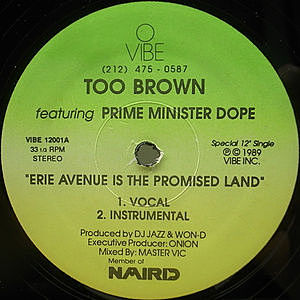 VIBE
(212) 475 - 0587
TOO BROWN
featuring PRIME MINISTER DOPE
VIBE 12001A
33 1/3 RPM
STEREO
Special 12" Single
℗ © 1989
VIBE INC.
"ERIE AVENUE IS THE PROMISED LAND"
1. VOCAL
2. INSTRUMENTAL
Produced by DJ JAZZ & WON-D
Executive Producer: ONION
Mixed By: MASTER VIC
Member of
NAIRD